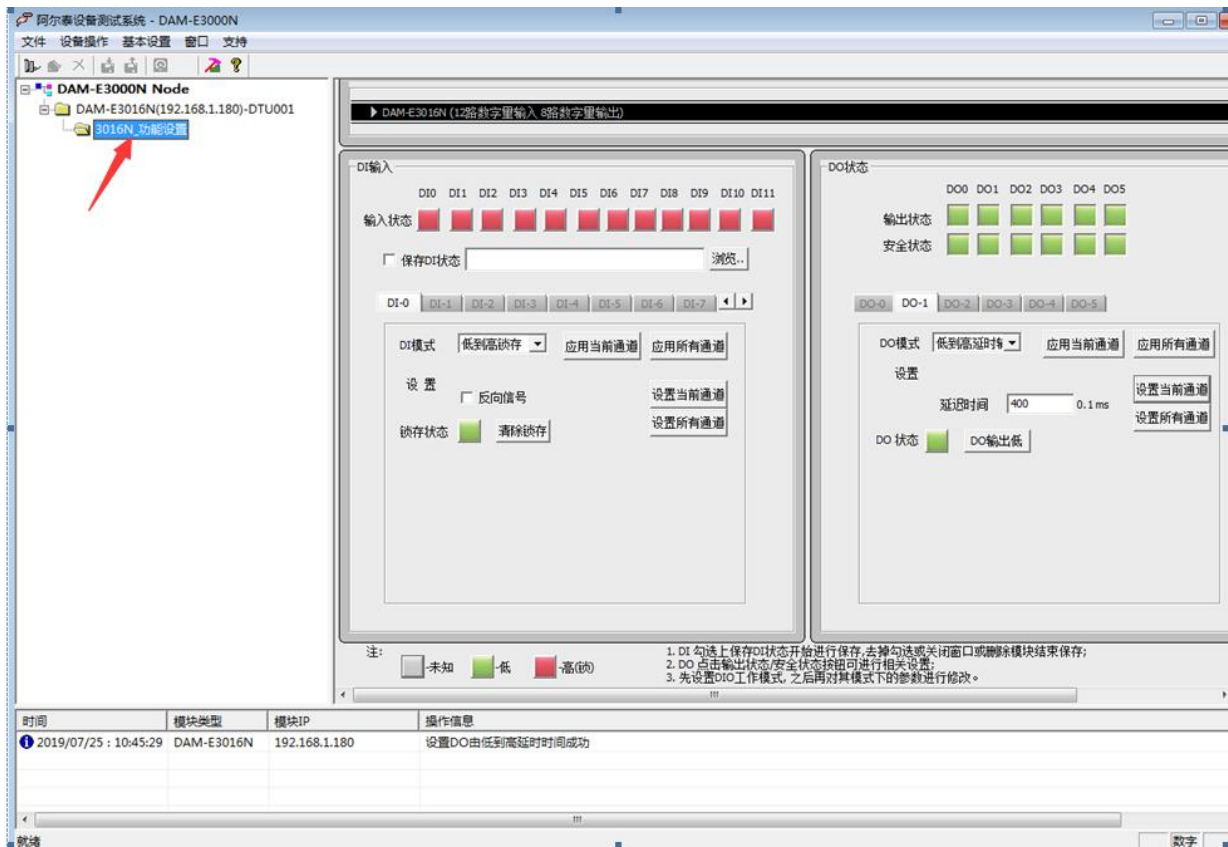 阿尔泰设备测试系统 - DAM-E3000N
文件 设备操作 基本设置 窗口 支持
DAM-E3000N Node
DAM-E3016N(192.168.1.180)-DTU001
3016N_功能设置
DAM-E3016N (12路数字量输入 8路数字量输出)
DI输入
DI0 DI1 DI2 DI3 DI4 DI5 DI6 DI7 DI8 DI9 DI10 DI11
输入状态
保存DI状态 浏览..
DI-0 DI-1 DI-2 DI-3 DI-4 DI-5 DI-6 DI-7
DI模式 低到高锁存 应用当前通道 应用所有通道
设 置
反向信号
设置当前通道
设置所有通道
锁存状态 清除锁存
DO状态
DO0 DO1 DO2 DO3 DO4 DO5
输出状态
安全状态
DO-0 DO-1 DO-2 DO-3 DO-4 DO-5
DO模式 低到高延时 应用当前通道 应用所有通道
设置
设置当前通道
延迟时间 400 0.1ms
设置所有通道
DO 状态 DO输出低
注:
-未知 -低 -高(锁)
1. DI 勾选上保存DI状态开始进行保存,去掉勾选或关闭窗口或删除模块结束保存;
2. DO 点击输出状态/安全状态按钮可进行相关设置;
3. 先设置DIO工作模式, 之后再对其模式下的参数进行修改。
时间 模块类型 模块IP 操作信息
2019/07/25 : 10:45:29 DAM-E3016N 192.168.1.180 设置DO由低到高延时时间成功
就绪 数字